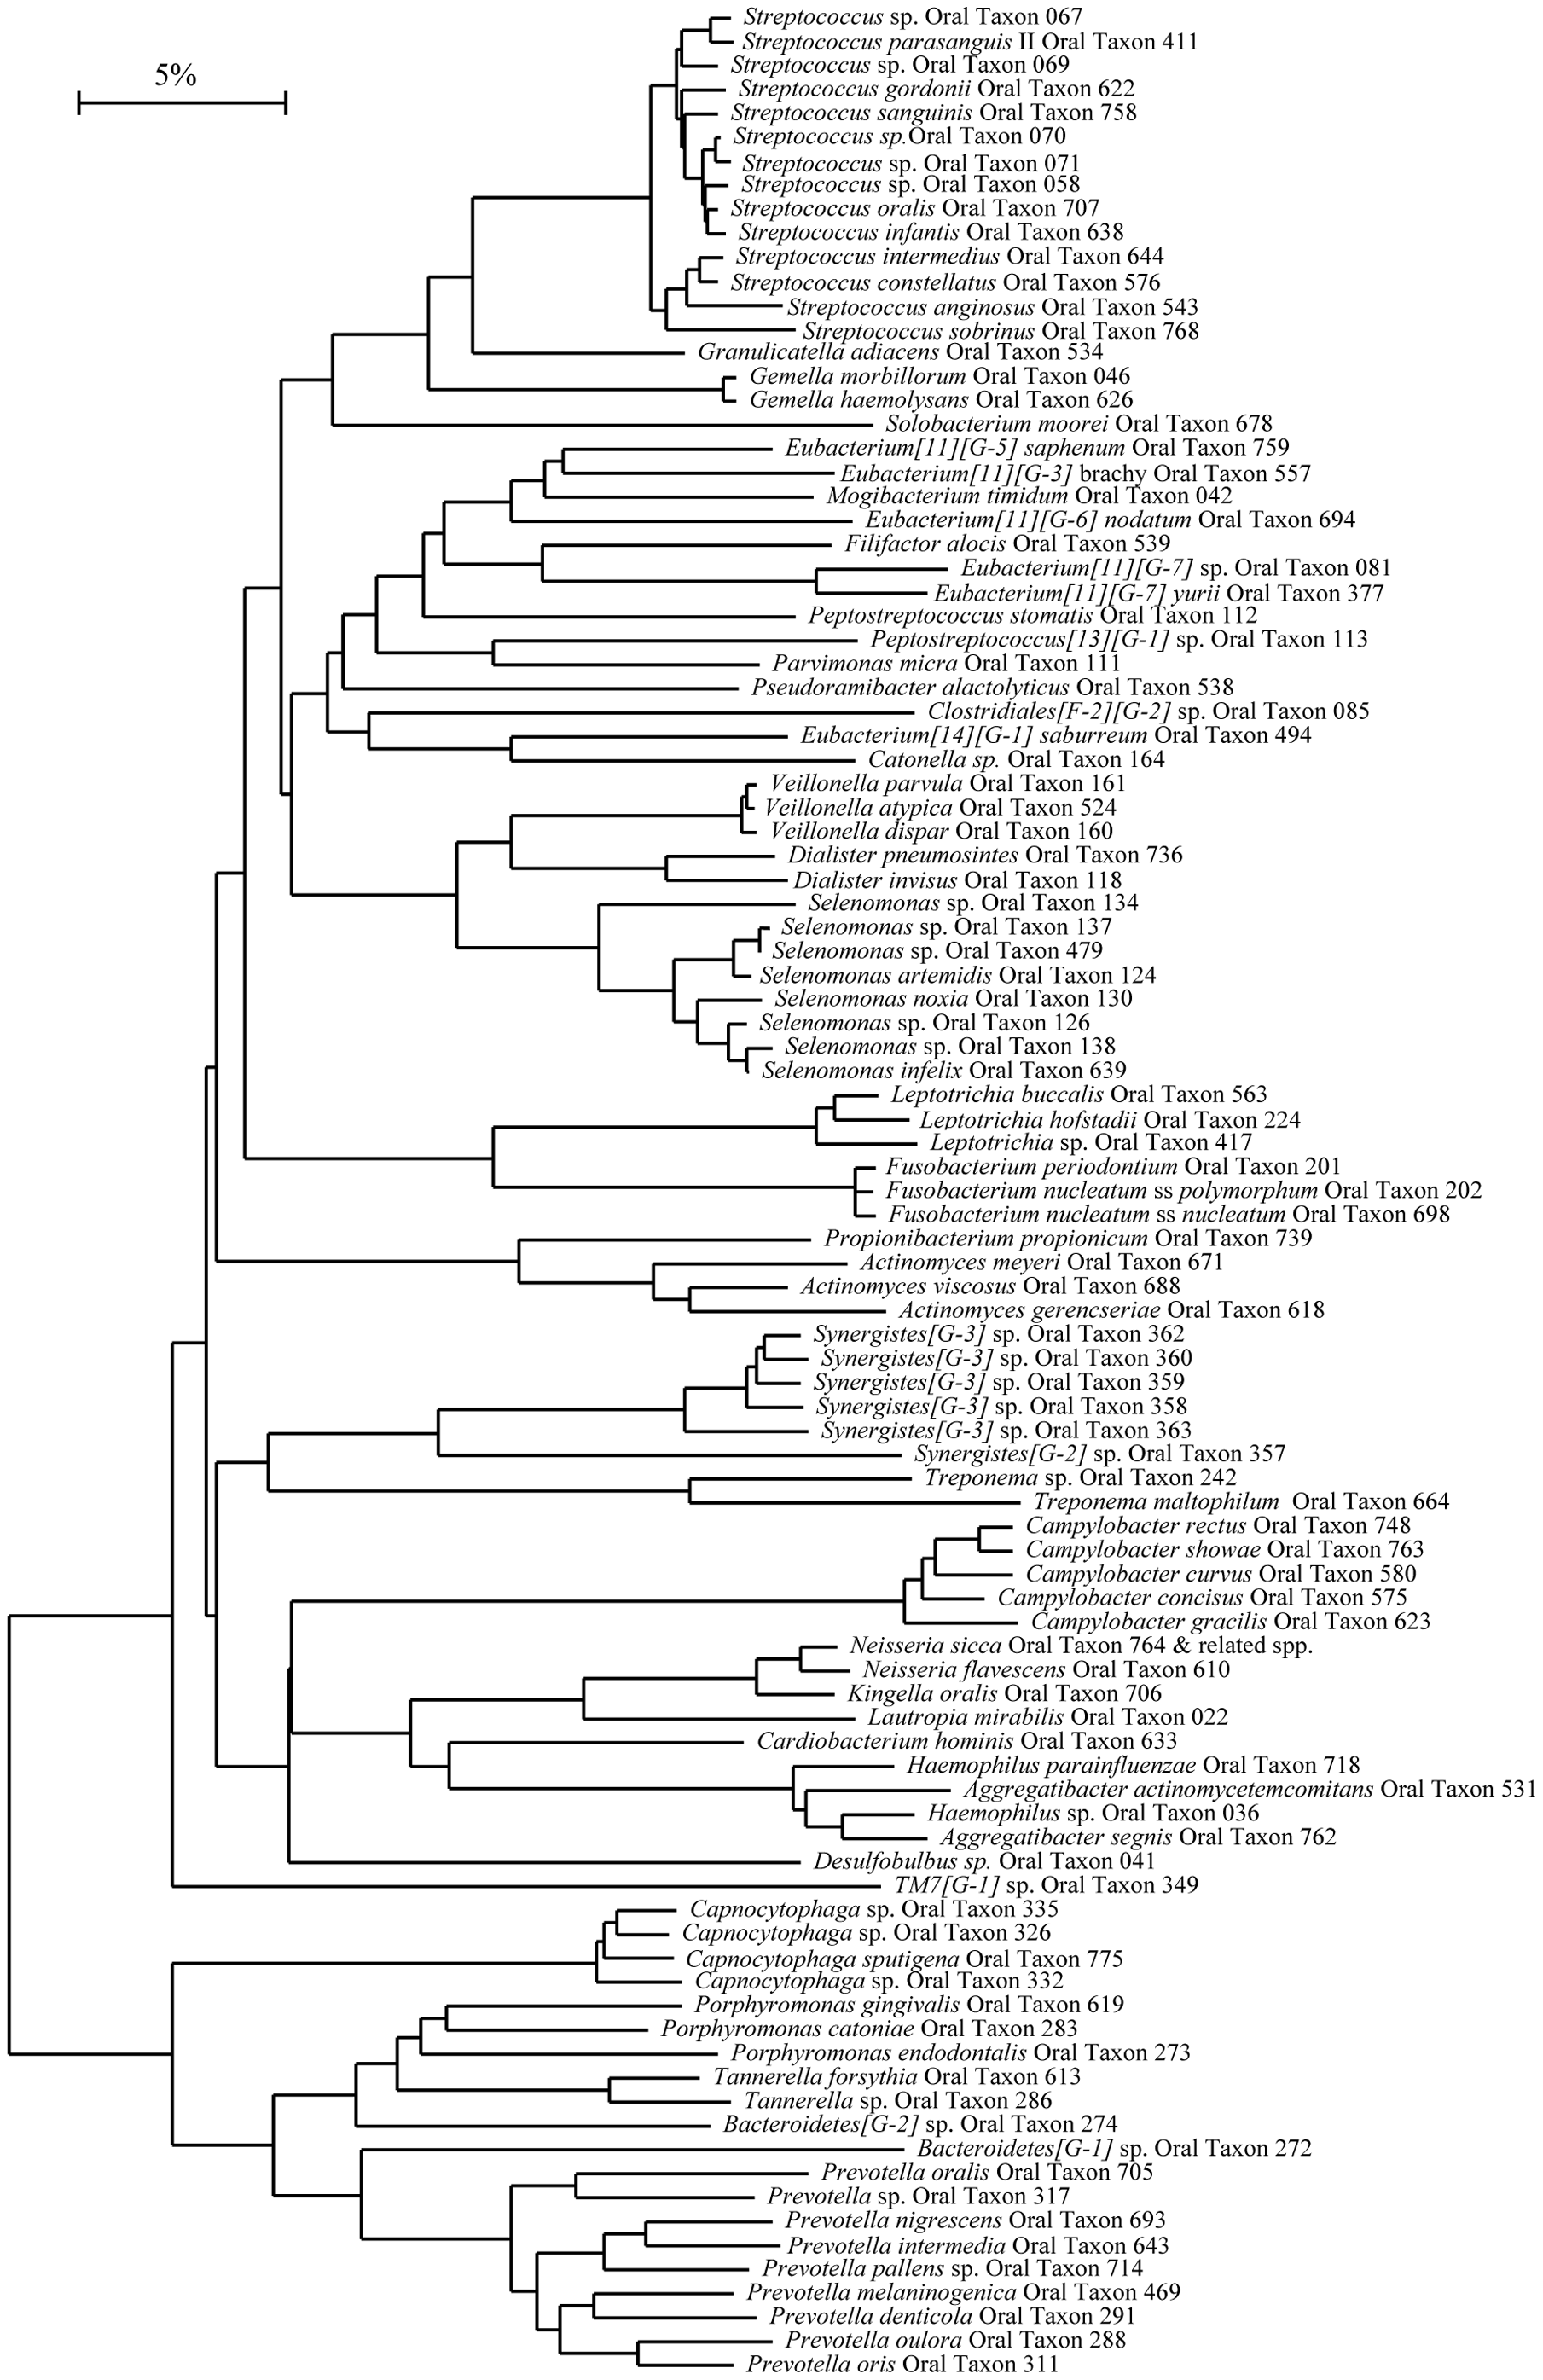 Streptococcus sp. Oral Taxon 067
5%
Streptococcus parasanguis II Oral Taxon 411
Streptococcus sp. Oral Taxon 069
Streptococcus gordonii Oral Taxon 622
Streptococcus sanguinis Oral Taxon 758
Streptococcus sp.Oral Taxon 070
Streptococcus sp. Oral Taxon 071
Streptococcus sp. Oral Taxon 058
Streptococcus oralis Oral Taxon 707
Streptococcus infantis Oral Taxon 638
Streptococcus intermedius Oral Taxon 644
Streptococcus constellatus Oral Taxon 576
Streptococcus anginosus Oral Taxon 543
Streptococcus sobrinus Oral Taxon 768
Granulicatella adiacens Oral Taxon 534
Gemella morbillorum Oral Taxon 046
Gemella haemolysans Oral Taxon 626
Solobacterium moorei Oral Taxon 678
Eubacterium[11][G-5] saphenum Oral Taxon 759
Eubacterium[11][G-3] brachy Oral Taxon 557
Mogibacterium timidum Oral Taxon 042
Eubacterium[11][G-6] nodatum Oral Taxon 694
Filifactor alocis Oral Taxon 539
Eubacterium[11][G-7] sp. Oral Taxon 081
Eubacterium[11][G-7] yurii Oral Taxon 377
Peptostreptococcus stomatis Oral Taxon 112
Peptostreptococcus[13][G-1] sp. Oral Taxon 113
Parvimonas micra Oral Taxon 111
Pseudoramibacter alactolyticus Oral Taxon 538
Clostridiales[F-2][G-2] sp. Oral Taxon 085
Eubacterium[14][G-1] saburreum Oral Taxon 494
Catonella sp. Oral Taxon 164
Veillonella parvula Oral Taxon 161
Veillonella atypica Oral Taxon 524
Veillonella dispar Oral Taxon 160
Dialister pneumosintes Oral Taxon 736
Dialister invisus Oral Taxon 118
Selenomonas sp. Oral Taxon 134
Selenomonas sp. Oral Taxon 137
Selenomonas sp. Oral Taxon 479
Selenomonas artemidis Oral Taxon 124
Selenomonas noxia Oral Taxon 130
Selenomonas sp. Oral Taxon 126
Selenomonas sp. Oral Taxon 138
Selenomonas infelix Oral Taxon 639
Leptotrichia buccalis Oral Taxon 563
Leptotrichia hofstadii Oral Taxon 224
Leptotrichia sp. Oral Taxon 417
Fusobacterium periodontium Oral Taxon 201
Fusobacterium nucleatum ss polymorphum Oral Taxon 202
Fusobacterium nucleatum ss nucleatum Oral Taxon 698
Propionibacterium propionicum Oral Taxon 739
Actinomyces meyeri Oral Taxon 671
Actinomyces viscosus Oral Taxon 688
Actinomyces gerencseriae Oral Taxon 618
Synergistes[G-3] sp. Oral Taxon 362
Synergistes[G-3] sp. Oral Taxon 360
Synergistes[G-3] sp. Oral Taxon 359
Synergistes[G-3] sp. Oral Taxon 358
Synergistes[G-3] sp. Oral Taxon 363
Synergistes[G-2] sp. Oral Taxon 357
Treponema sp. Oral Taxon 242
Treponema maltophilum Oral Taxon 664
Campylobacter rectus Oral Taxon 748
Campylobacter showae Oral Taxon 763
Campylobacter curvus Oral Taxon 580
Campylobacter concisus Oral Taxon 575
Campylobacter gracilis Oral Taxon 623
Neisseria sicca Oral Taxon 764 & related spp.
Neisseria flavescens Oral Taxon 610
Kingella oralis Oral Taxon 706
Lautropia mirabilis Oral Taxon 022
Cardiobacterium hominis Oral Taxon 633
Haemophilus parainfluenzae Oral Taxon 718
Aggregatibacter actinomycetemcomitans Oral Taxon 531
Haemophilus sp. Oral Taxon 036
Aggregatibacter segnis Oral Taxon 762
Desulfobulbus sp. Oral Taxon 041
TM7[G-1] sp. Oral Taxon 349
Capnocytophaga sp. Oral Taxon 335
Capnocytophaga sp. Oral Taxon 326
Capnocytophaga sputigena Oral Taxon 775
Capnocytophaga sp. Oral Taxon 332
Porphyromonas gingivalis Oral Taxon 619
Porphyromonas catoniae Oral Taxon 283
Porphyromonas endodontalis Oral Taxon 273
Tannerella forsythia Oral Taxon 613
Tannerella sp. Oral Taxon 286
Bacteroidetes[G-2] sp. Oral Taxon 274
Bacteroidetes[G-1] sp. Oral Taxon 272
Prevotella oralis Oral Taxon 705
Prevotella sp. Oral Taxon 317
Prevotella nigrescens Oral Taxon 693
Prevotella intermedia Oral Taxon 643
Prevotella pallens sp. Oral Taxon 714
Prevotella melaninogenica Oral Taxon 469
Prevotella denticola Oral Taxon 291
Prevotella oulora Oral Taxon 288
Prevotella oris Oral Taxon 311